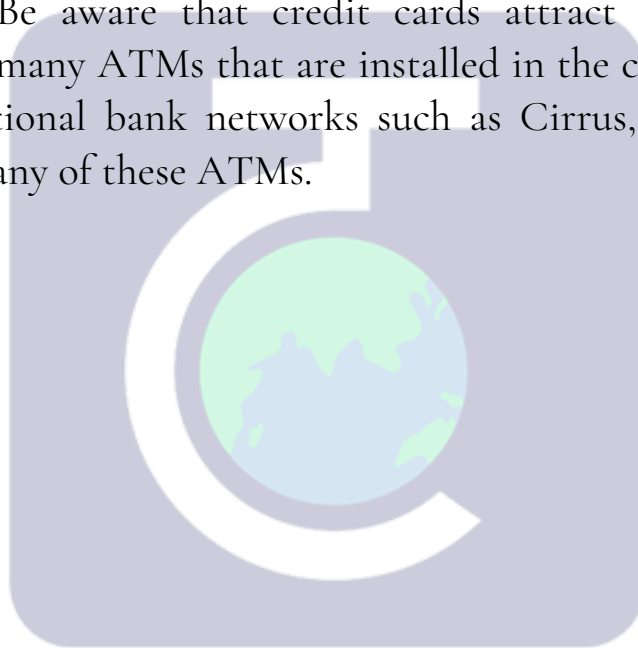 Be aware that credit cards attract
many ATMs that are installed in the c
tional bank networks such as Cirrus,
any of these ATMs.